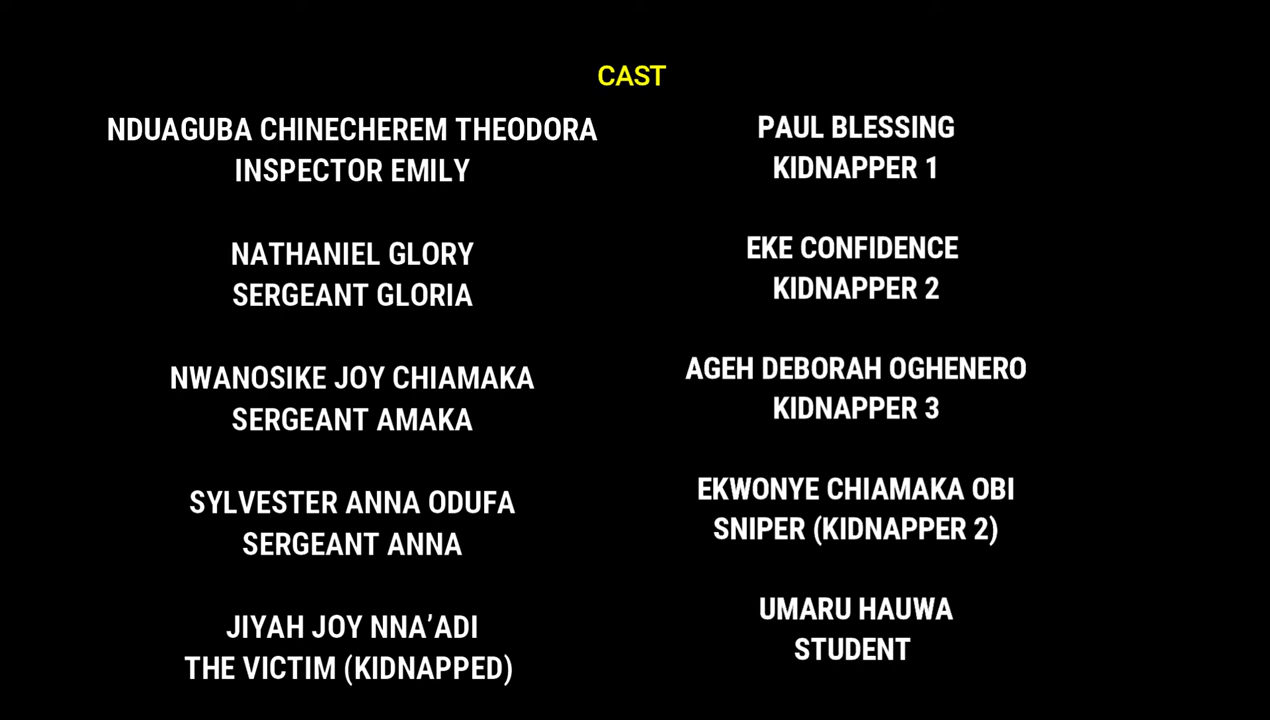 CAST
NDUAGUBA CHINECHEREM THEODORA
INSPECTOR EMILY
NATHANIEL GLORY
SERGEANT GLORIA
NWANOSIKE JOY CHIAMAKA
SERGEANT AMAKA
SYLVESTER ANNA ODUFA
SERGEANT ANNA
JIYAH JOY NNA’ADI
THE VICTIM (KIDNAPPED)
PAUL BLESSING
KIDNAPPER 1
EKE CONFIDENCE
KIDNAPPER 2
AGEH DEBORAH OGHENERO
KIDNAPPER 3
EKWONYE CHIAMAKA OBI
SNIPER (KIDNAPPER 2)
UMARU HAUWA
STUDENT